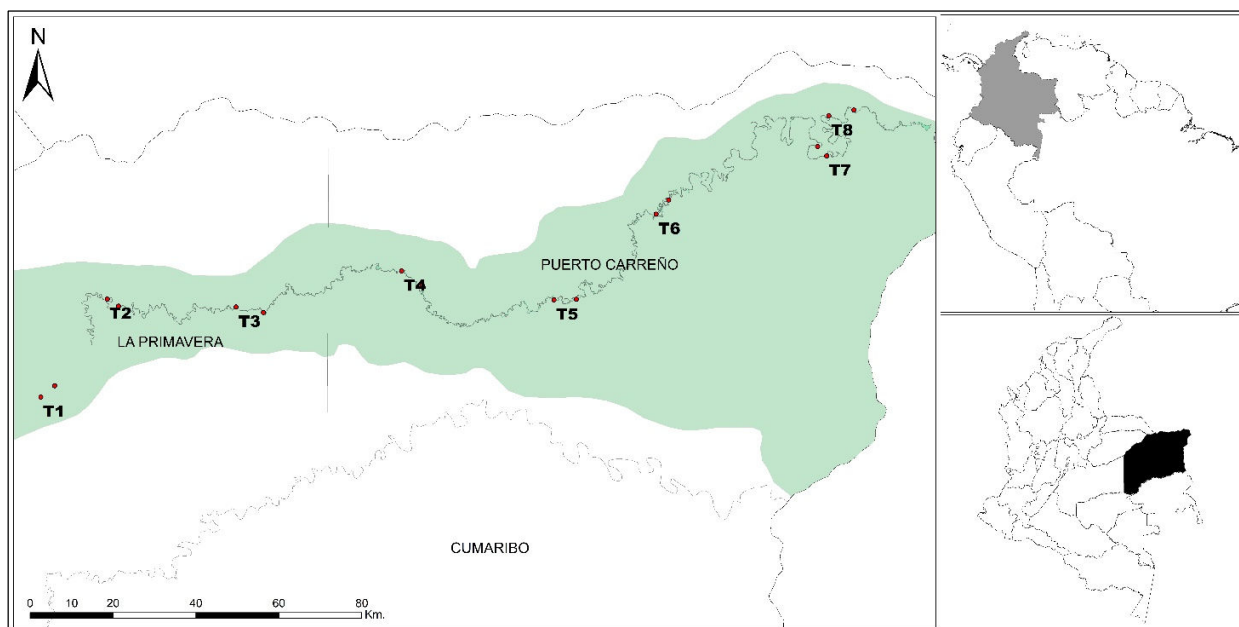 N
T8
T7
T6
PUERTO CARREÑO
T4
T2
T3
T5
LA PRIMAVERA
T1
CUMARIBO
0 10 20 40 60 80
Km.